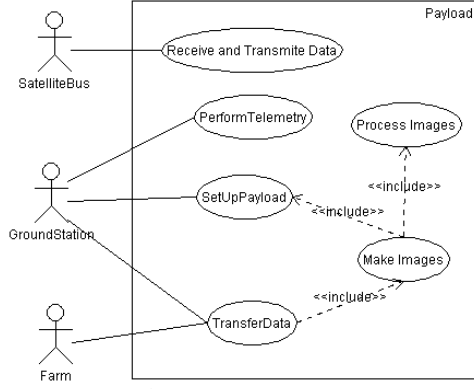 Payload
Receive and Transmite Data
SatelliteBus
PerformTelemetry
Process Images
<<include>>
SetUpPayload
<<include>>
GroundStation
Make Images
<<include>>
TransferData
Farm